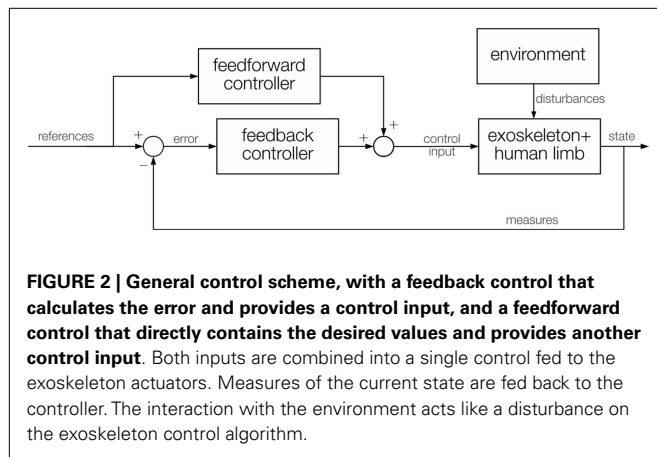 feedforward
controller
environment
disturbances
references
+
error
feedback
controller
+
+
control
input
exoskeleton+
human limb
state
−
measures
FIGURE 2 | General control scheme, with a feedback control that
calculates the error and provides a control input, and a feedforward
control that directly contains the desired values and provides another
control input. Both inputs are combined into a single control fed to the
exoskeleton actuators. Measures of the current state are fed back to the
controller. The interaction with the environment acts like a disturbance on
the exoskeleton control algorithm.